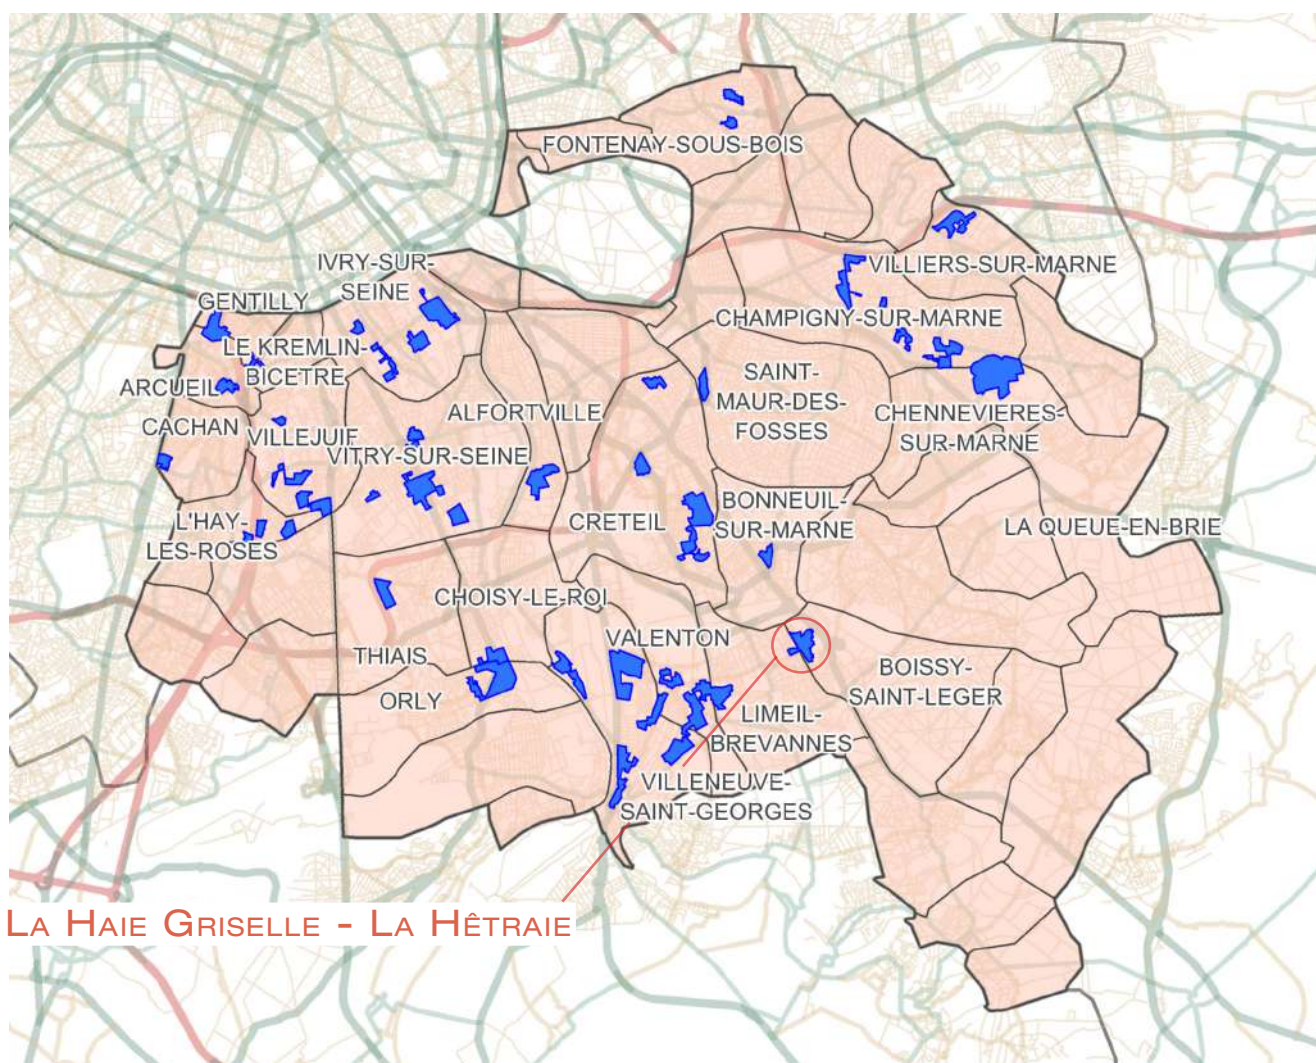 FONTENAY-SOUS-BOIS
IVRY-SUR-
SEINE
VILLIERS-SUR-MARNE
GENTILLY
CHAMPIGNY-SUR-MARNE
LE KREMLIN-
BICETRE
ARCUEIL
SAINT-
MAUR-DES-
FOSSES
ALFORTVILLE
CHENNEVIERES-
SUR-MARNE
CACHAN
VILLEJUIF
VITRY-SUR-SEINE
BONNEUIL-
SUR-MARNE
CRETEIL
LA QUEUE-EN-BRIE
L'HAY-
LES-ROSES
CHOISY-LE-ROI
VALENTON
THIAIS
BOISSY-
SAINT-LEGER
ORLY
LIMEIL-
BREVANNES
VILLENEUVE-
SAINT-GEORGES
LA HAIE GRISELLE - LA HÊTRAIE